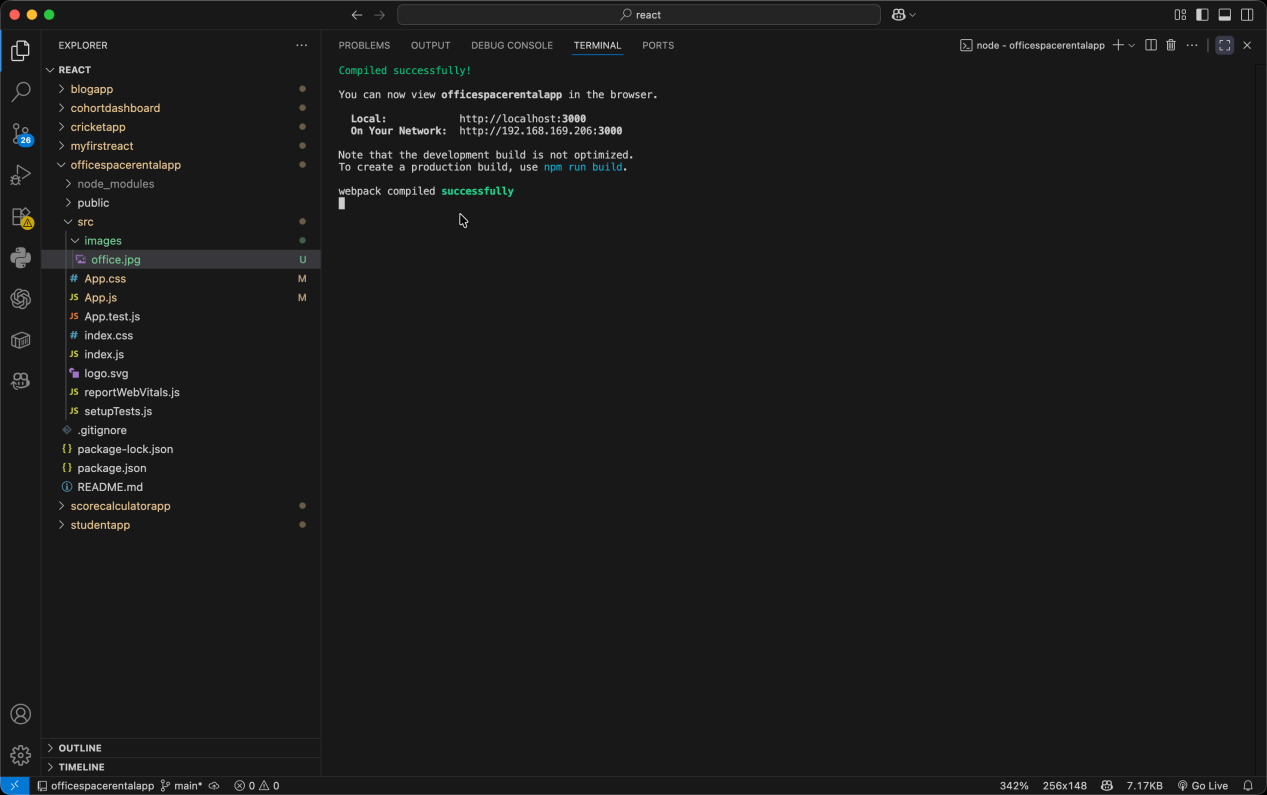 react
EXPLORER
REACT
blogapp
cohortdashboard
cricketapp
myfirstreact
officespacerentalapp
node_modules
public
src
images
office.jpg U
# App.css M
JS App.js M
JS App.test.js
# index.css
JS index.js
logo.svg
JS reportWebVitals.js
JS setupTests.js
.gitignore
{} package-lock.json
{} package.json
README.md
scorecalculatorapp
studentapp
OUTLINE
TIMELINE
26
PROBLEMS OUTPUT DEBUG CONSOLE TERMINAL PORTS
node - officespacerentalapp
Compiled successfully!
You can now view officespacerentalapp in the browser.
Local: http://localhost:3000
On Your Network: http://192.168.169.206:3000
Note that the development build is not optimized.
To create a production build, use npm run build.
webpack compiled successfully
officespacerentalapp main* 0 0
342% 256x148 7.17KB Go Live